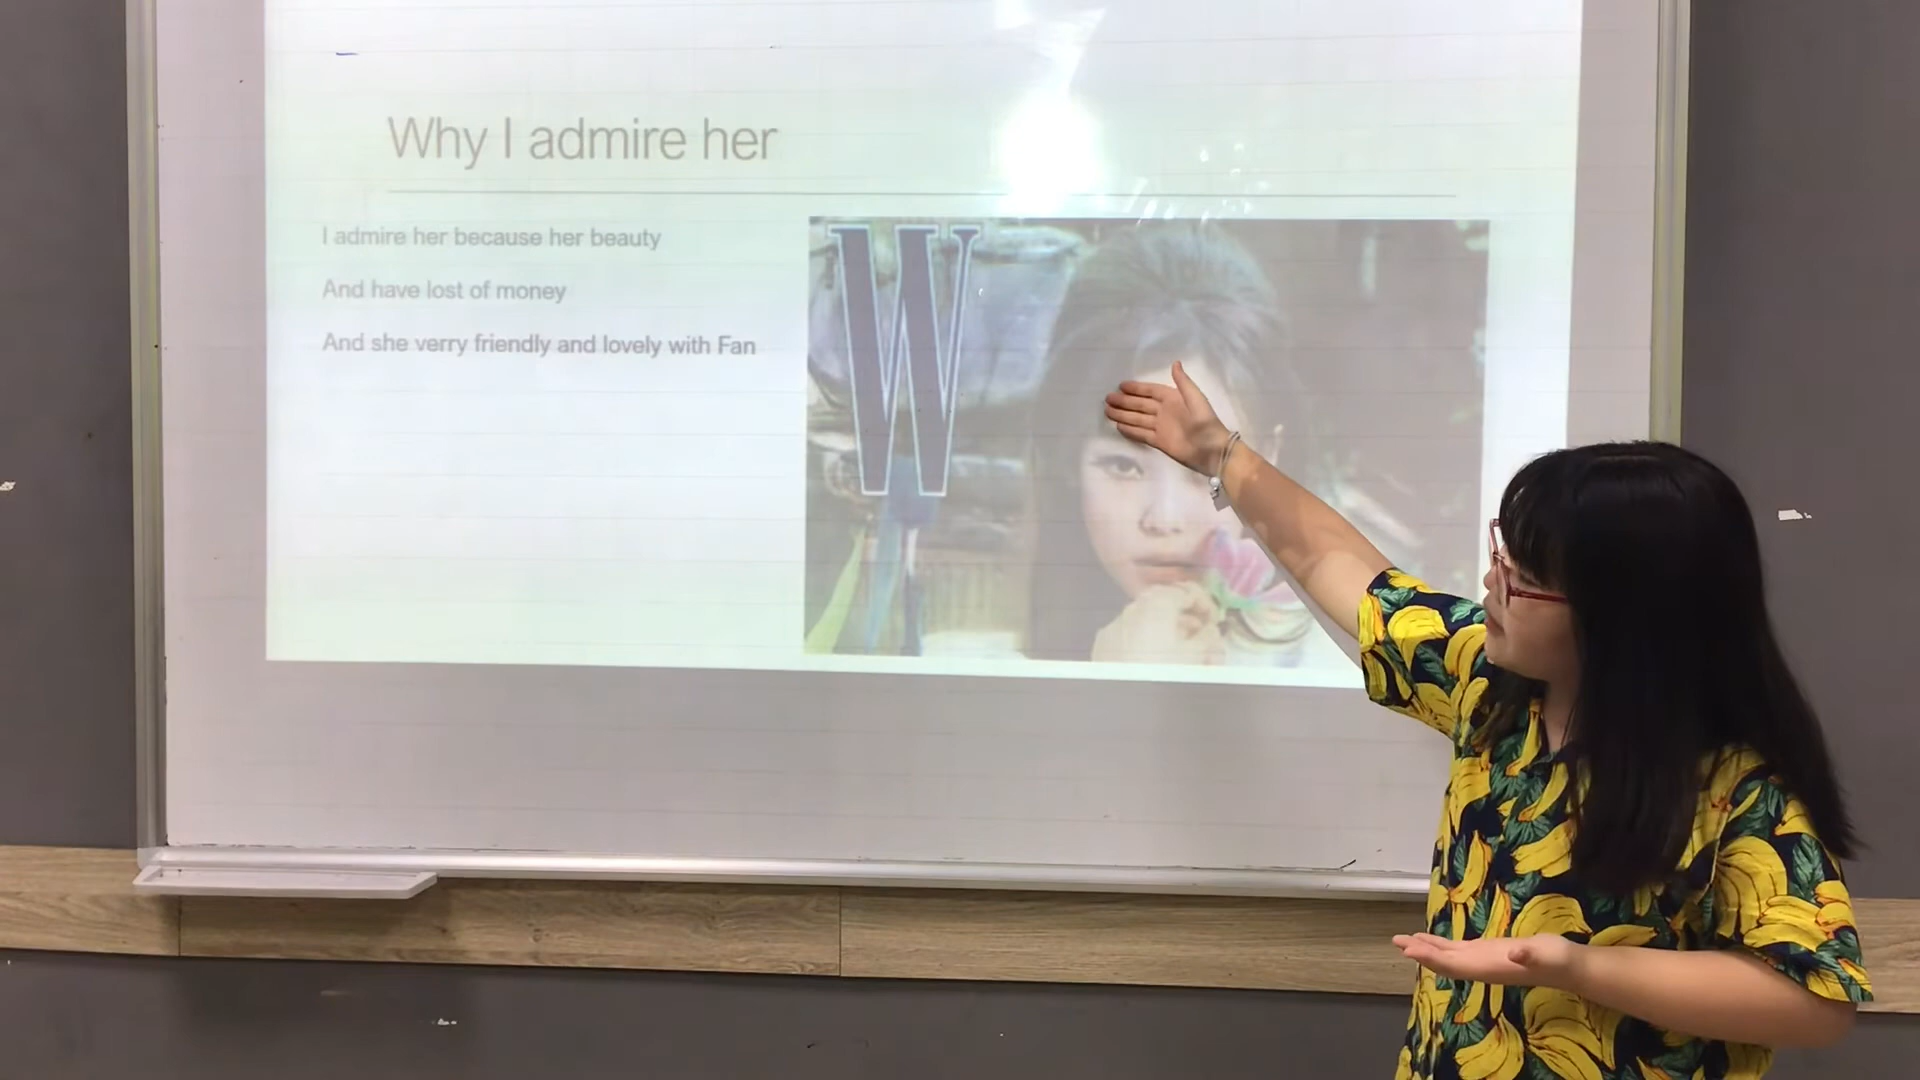 Why I admire her
I admire her because her beauty
And have lost of money
And she verry friendly and lovely with Fan
W